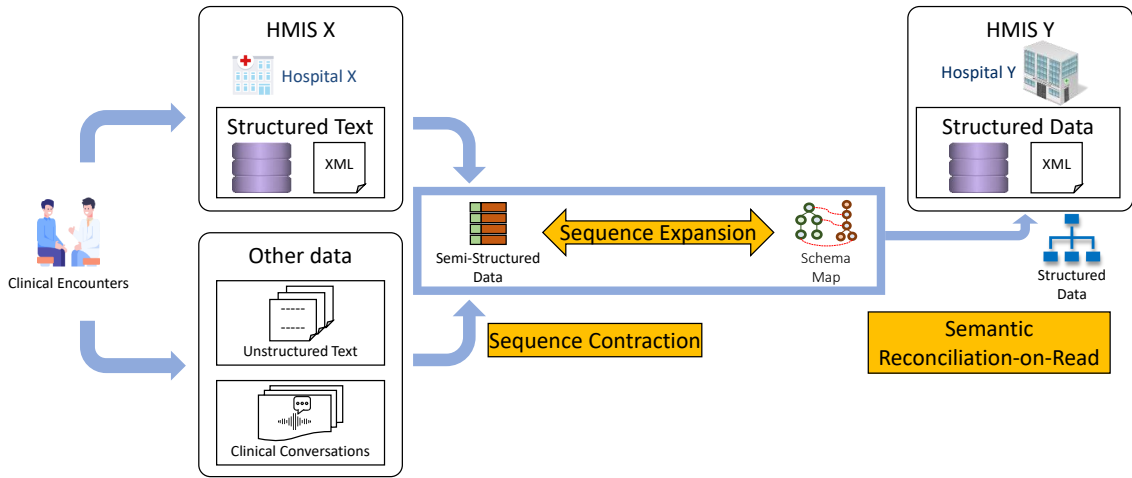 HMIS X
Hospital X
Structured Text
XML
Clinical Encounters
Other data
Unstructured Text
Clinical Conversations
Semi-Structured
Data
Sequence Expansion
Schema
Map
Sequence Contraction
HMIS Y
Hospital Y
Structured Data
XML
Structured
Data
Semantic
Reconciliation-on-Read